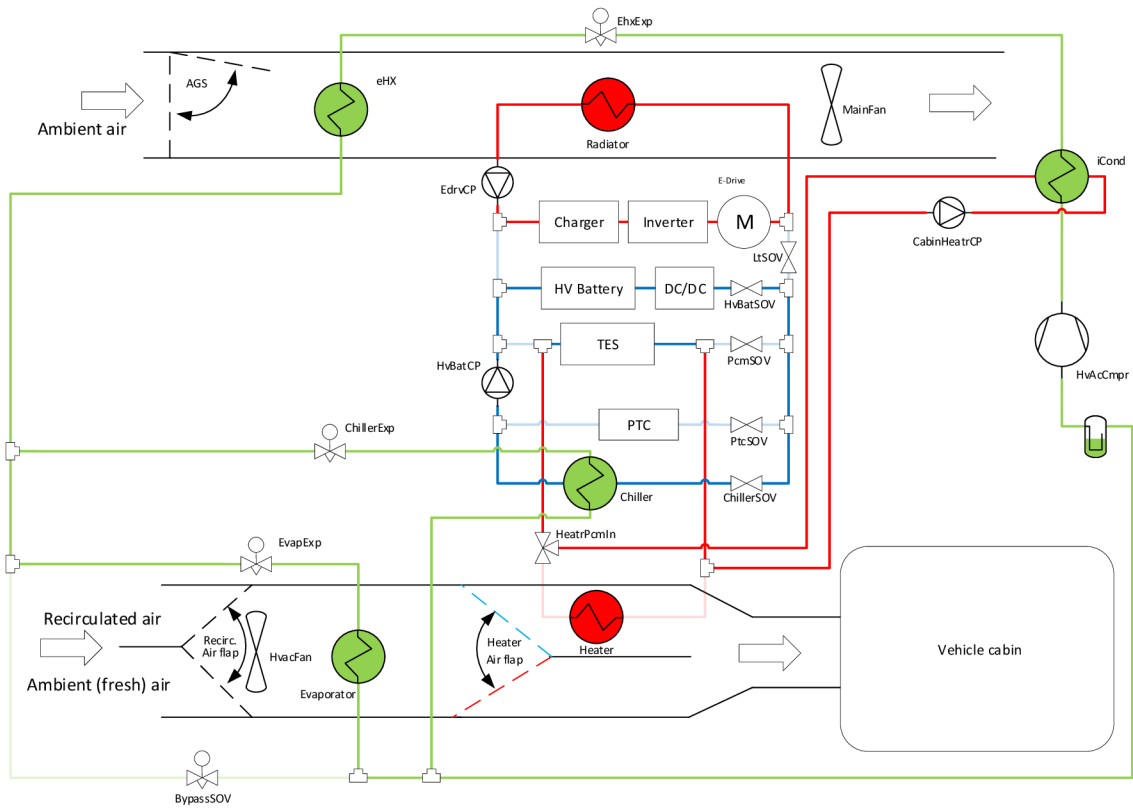 EhxExp
AGS
eHX
Ambient air
MainFan
Radiator
iCond
EdrvCP
E-Drive
Charger
Inverter
M
CabinHeatrCP
LtSOV
HV Battery
DC/DC
HvBatSOV
TES
PcmSOV
HvBatCP
HvAcCmpr
ChillerExp
PTC
PtcSOV
Chiller
ChillerSOV
HeatrPcmIn
EvapExp
Recirculated air
Recirc.
Air flap
HvacFan
Heater
Air flap
Heater
Vehicle cabin
Ambient (fresh) air
Evaporator
BypassSOV